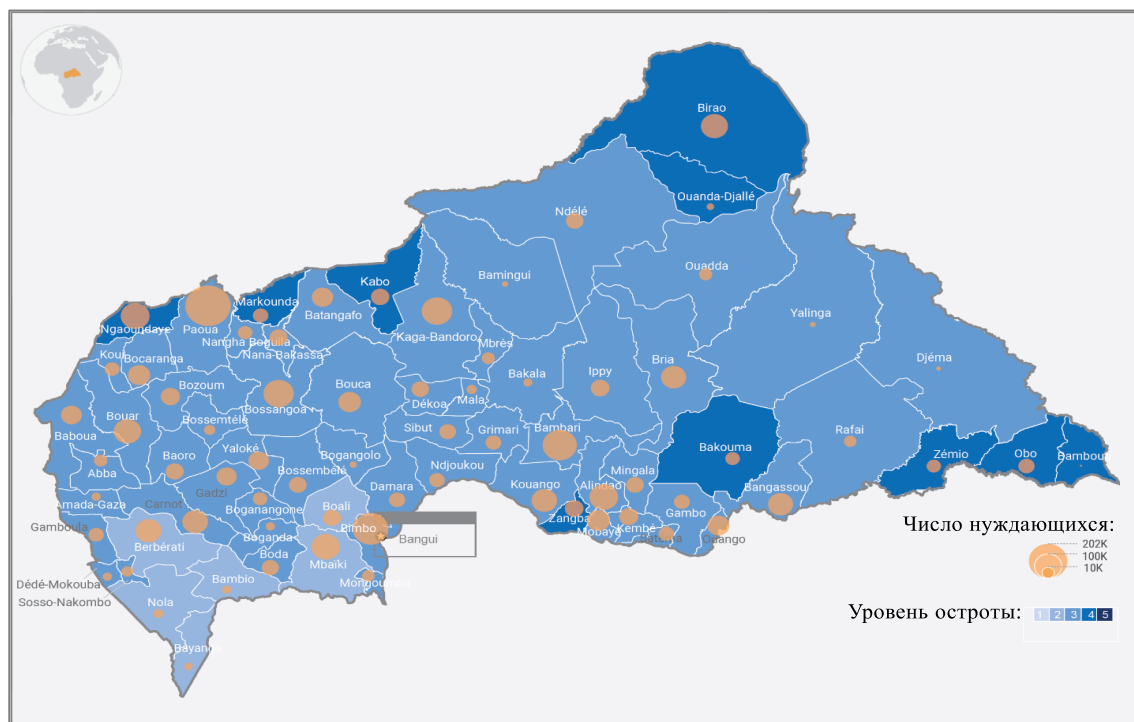 Birao
Ouanda-Djallé
Ndélé
Ouadda
Kabo
Bamingui
Markounda
Batangafo
Ngaoundaye
Paoua
Yalinga
Nangha Boguila
Kaga-Bandoro
Nana-Bakassa
Mbrès
Koui
Bocaranga
Bria
Djéma
Ippy
Bakala
Bozoum
Bouca
Dékoa
Mala
Bossangoa
Bouar
Bossemtélé
Sibut
Grimari
Bambari
Rafai
Baboua
Yaloké
Bakouma
Zémio
Obo
Bambouti
Baoro
Bogangolo
Abba
Bossembélé
Ndjoukou
Mingala
Kouango
Alindao
Bangassou
Amada-Gaza
Carnot
Gadzi
Damara
Boganangone
Boali
Gambo
Zangba
Kembé
Mobaye
Satema
Ouango
Число нуждающихся:
Gamboula
Bimbo
Bangui
Berbérati
Boganda
202K
100K
10K
Boda
Mbaïki
Mongoumba
Dédé-Mokouba
Bambio
Sosso-Nakombo
Nola
Уровень остроты:
1 2 3 4 5
Bayanga